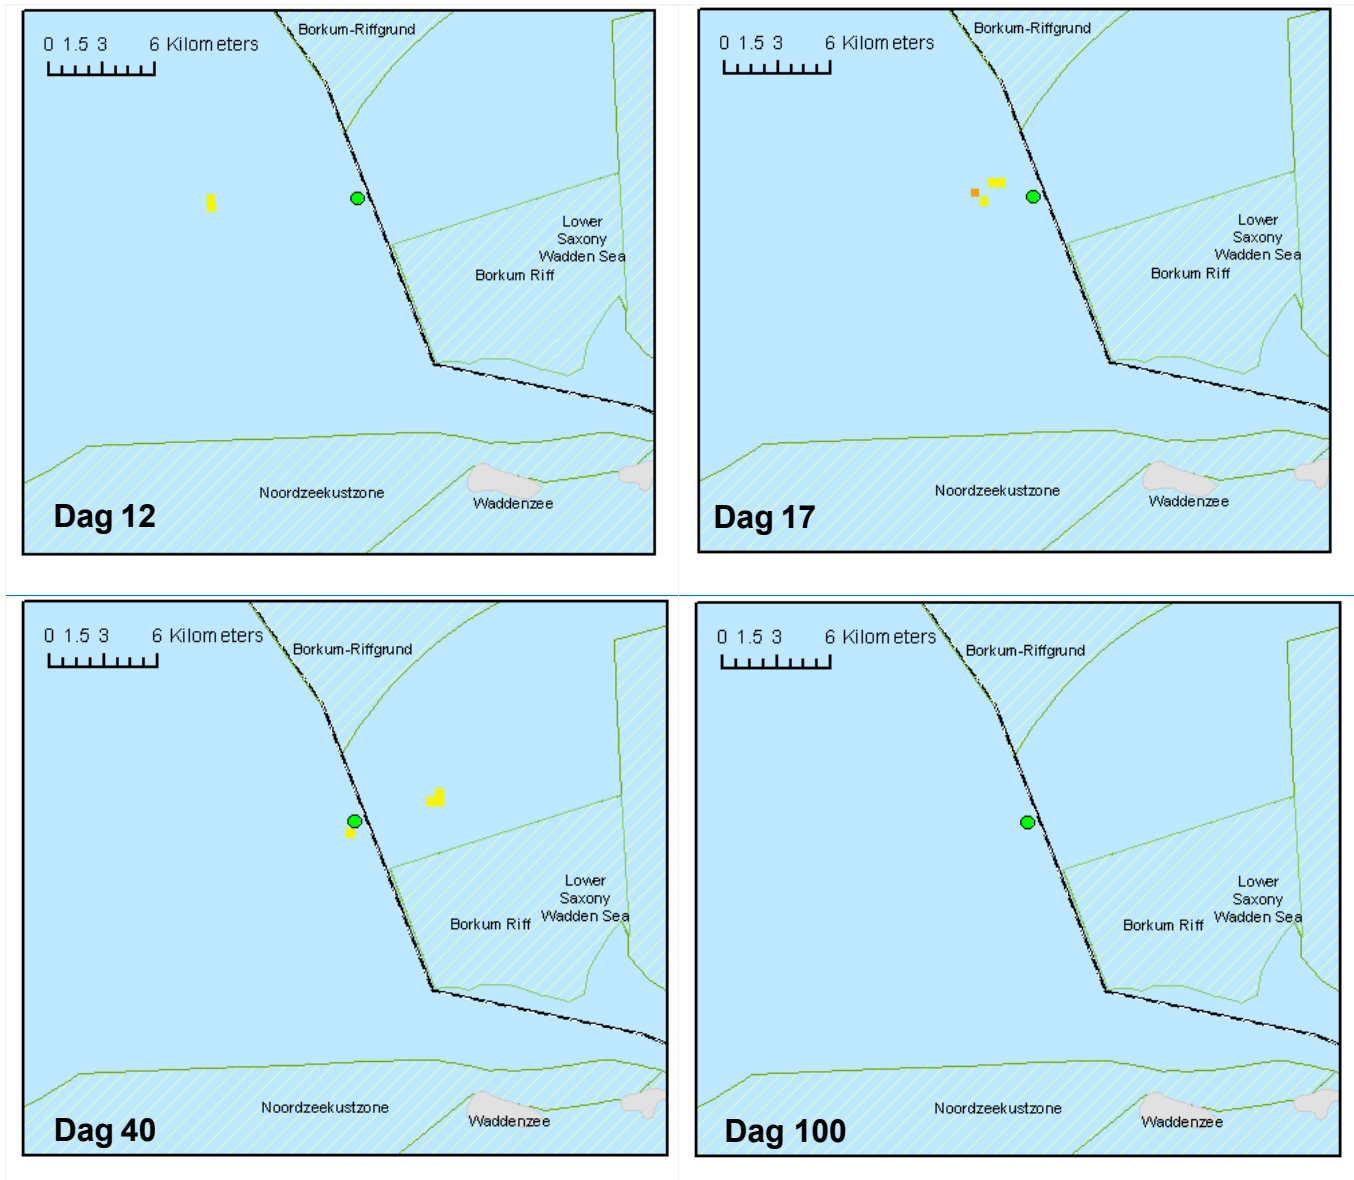 Borkum-Riffgrund
0 1.5 3 6 Kilometers
Lower
Saxony
Wadden Sea
Borkum Riff
Noordzeekustzone
Waddenzee
Dag 12
Borkum-Riffgrund
0 1.5 3 6 Kilometers
Lower
Saxony
Wadden Sea
Borkum Riff
Noordzeekustzone
Waddenzee
Dag 17
0 1.5 3 6 Kilometers
Borkum-Riffgrund
Lower
Saxony
Wadden Sea
Borkum Riff
Noordzeekustzone
Waddenzee
Dag 40
0 1.5 3 6 Kilometers
Borkum-Riffgrund
Lower
Saxony
Wadden Sea
Borkum Riff
Noordzeekustzone
Waddenzee
Dag 100